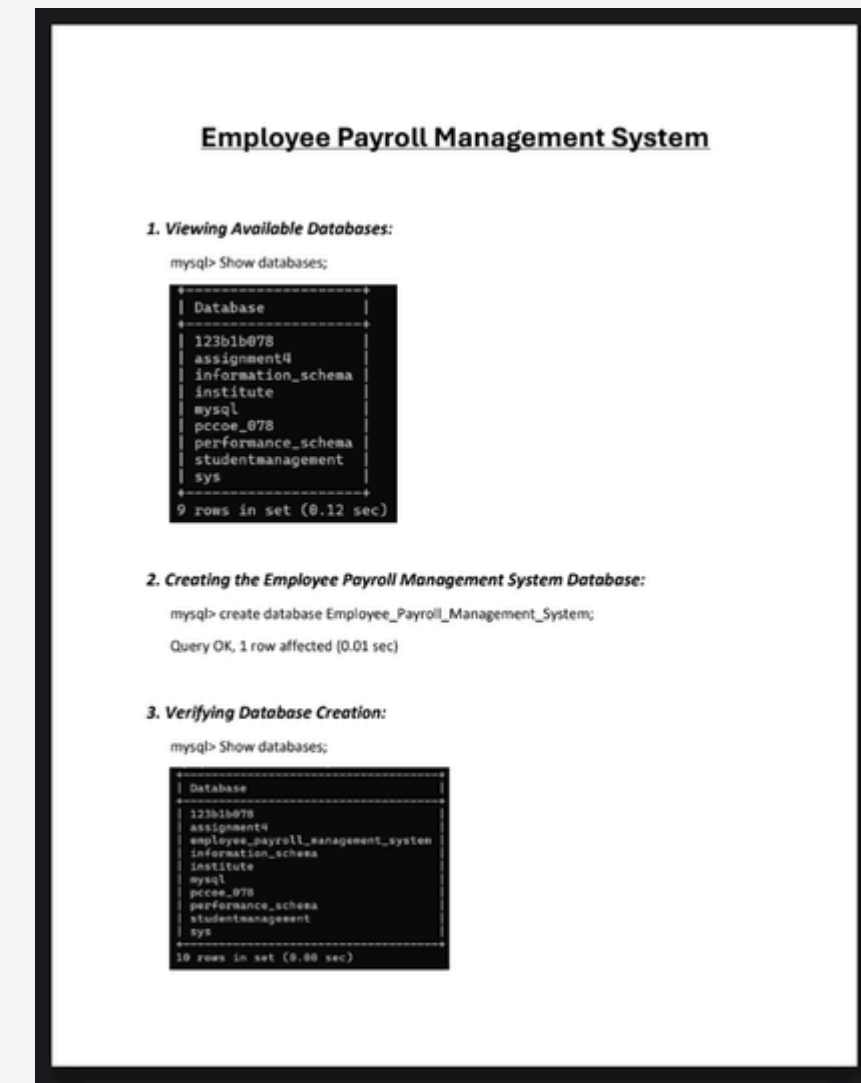 Employee Payroll Management System
1. Viewing Available Databases:
mysql> Show databases;
+--------------------+
| Database |
+--------------------+
| 123b1b078 |
| assignment4 |
| information_schema |
| institute |
| mysql |
| pccoe_078 |
| performance_schema |
| studentmanagement |
| sys |
+--------------------+
9 rows in set (0.12 sec)
2. Creating the Employee Payroll Management System Database:
mysql> create database Employee_Payroll_Management_System;
Query OK, 1 row affected (0.01 sec)
3. Verifying Database Creation:
mysql> Show databases;
+------------------------------------+
| Database |
+------------------------------------+
| 123b1b078 |
| assignment4 |
| employee_payroll_management_system |
| information_schema |
| institute |
| mysql |
| pccoe_078 |
| performance_schema |
| studentmanagement |
| sys |
+------------------------------------+
10 rows in set (0.00 sec)